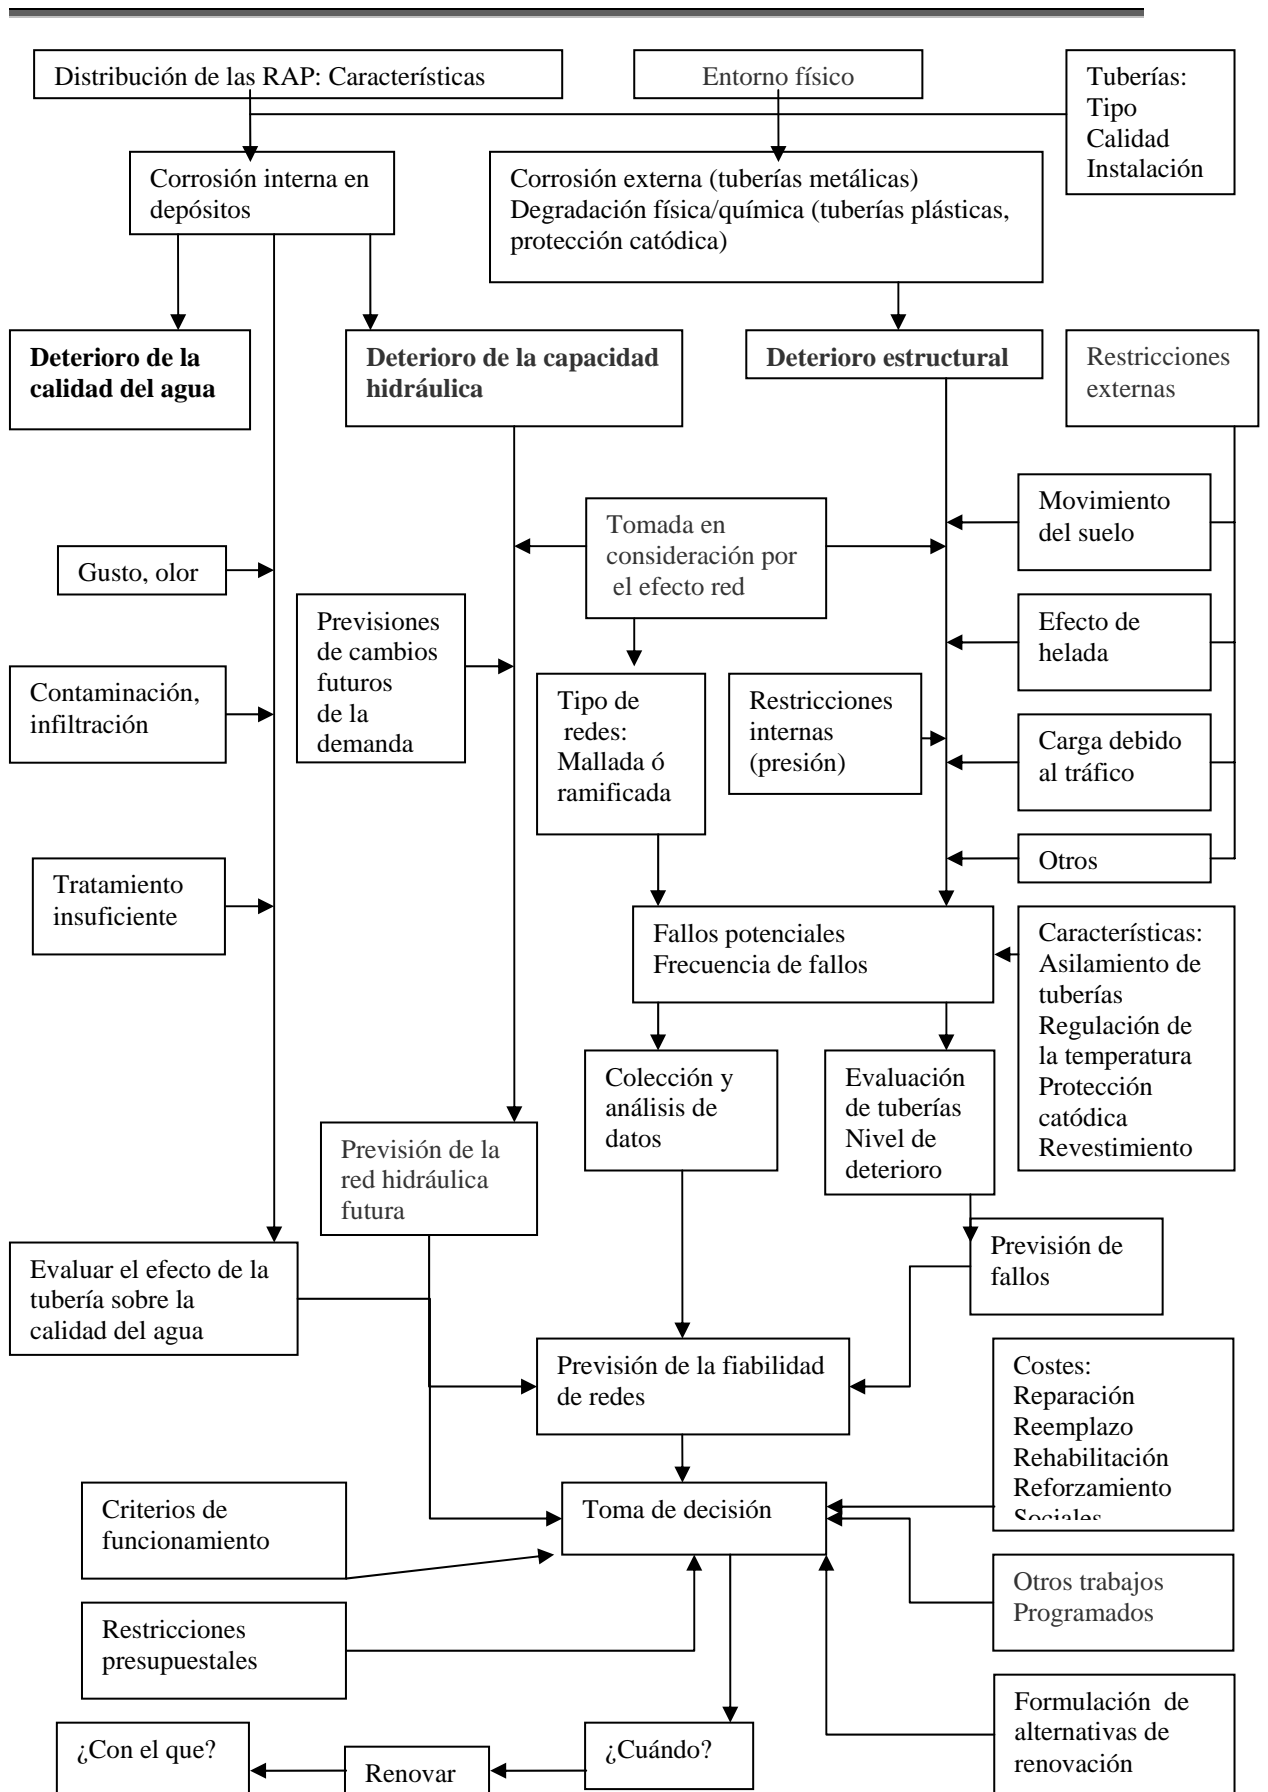 Distribución de las RAP: Características
Entorno físico
Tuberías:
Tipo
Calidad
Instalación
Corrosión interna en
depósitos
Corrosión externa (tuberías metálicas)
Degradación física/química (tuberías plásticas,
protección catódica)
Deterioro de la
calidad del agua
Deterioro de la capacidad
hidráulica
Deterioro estructural
Restricciones
externas
Movimiento
del suelo
Tomada en
consideración por
el efecto red
Gusto, olor
Previsiones
de cambios
futuros
de la
demanda
Efecto de
helada
Contaminación,
infiltración
Tipo de
redes:
Mallada ó
ramificada
Restricciones
internas
(presión)
Carga debido
al tráfico
Otros
Tratamiento
insuficiente
Fallos potenciales
Frecuencia de fallos
Características:
Asilamiento de
tuberías
Regulación de
la temperatura
Protección
catódica
Revestimiento
Colección y
análisis de
datos
Evaluación
de tuberías
Nivel de
deterioro
Previsión de la
red hidráulica
futura
Previsión de
fallos
Evaluar el efecto de la
tubería sobre la
calidad del agua
Previsión de la fiabilidad
de redes
Costes:
Reparación
Reemplazo
Rehabilitación
Reforzamiento
Sociales
Criterios de
funcionamiento
Toma de decisión
Otros trabajos
Programados
Restricciones
presupuestales
Formulación de
alternativas de
renovación
¿Con el que?
Renovar
¿Cuándo?